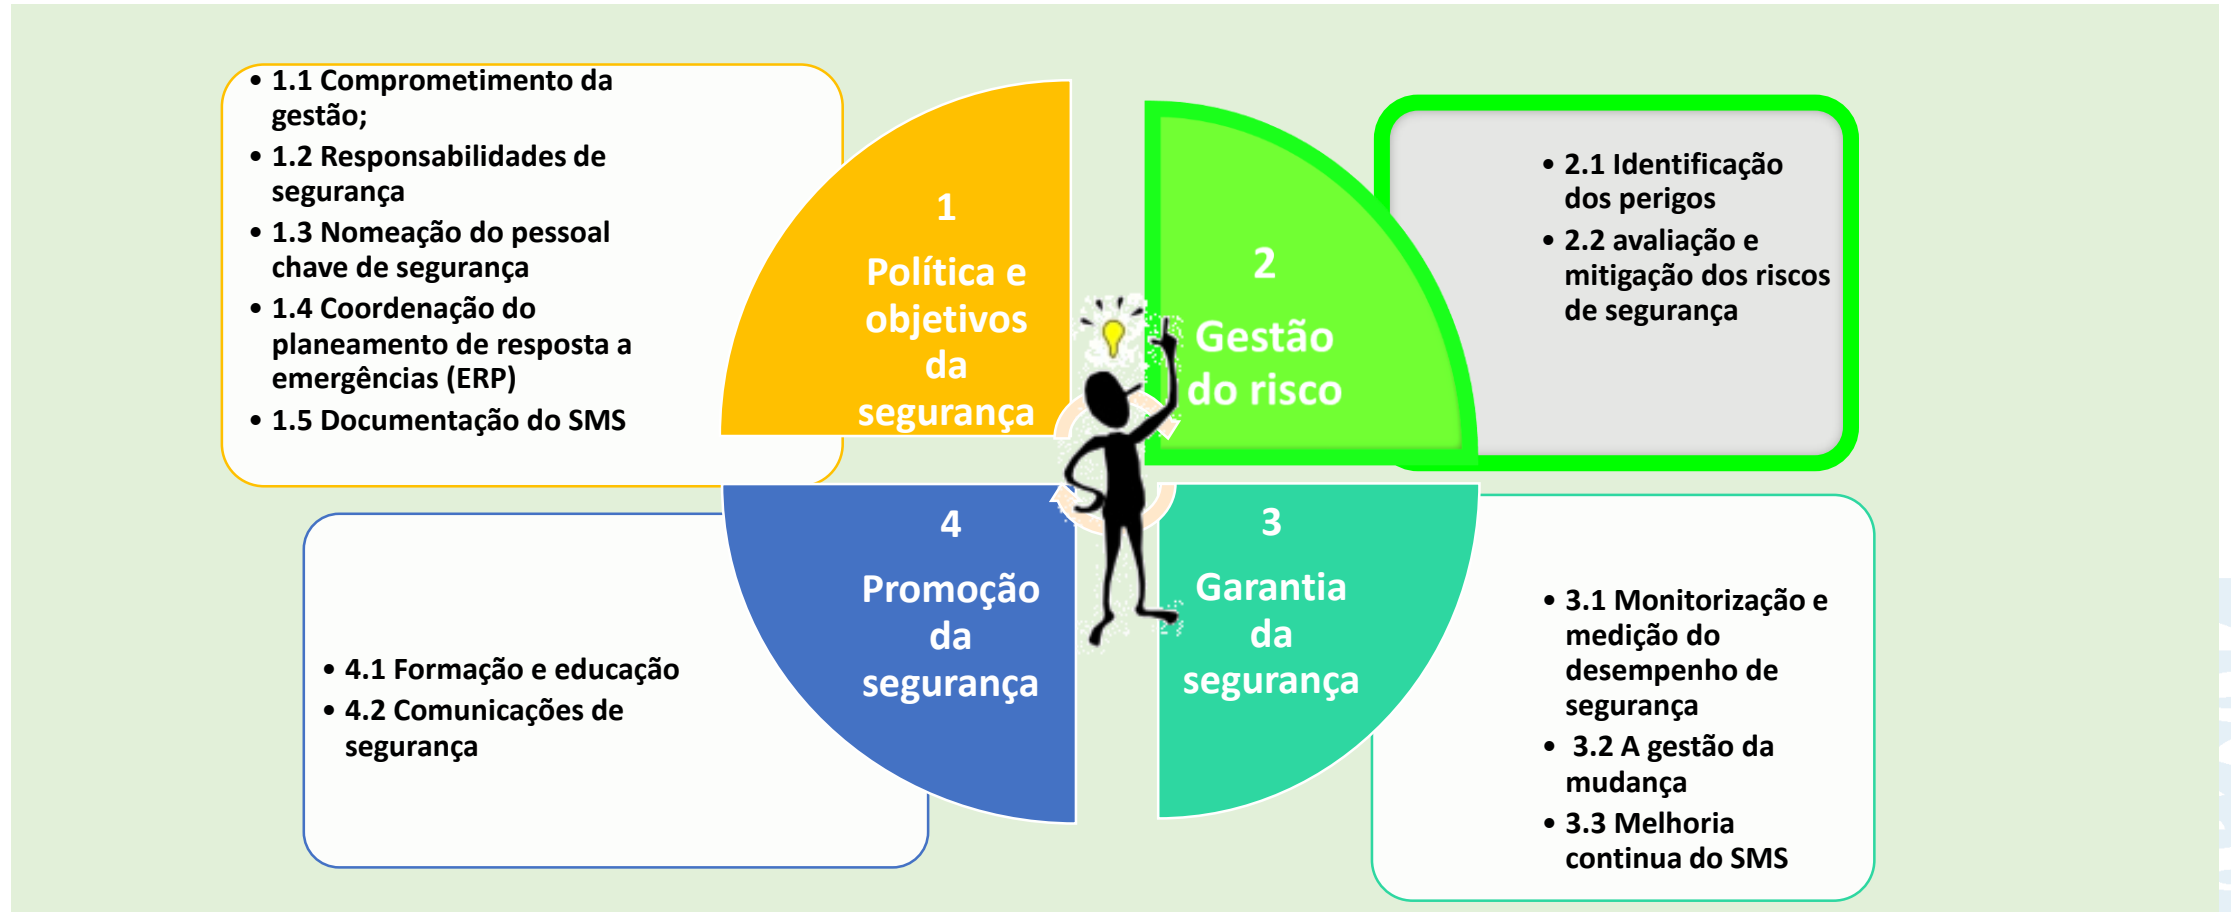 • 1.1 Comprometimento da
gestão;
• 1.2 Responsabilidades de
segurança
• 1.3 Nomeação do pessoal
chave de segurança
• 1.4 Coordenação do
planeamento de resposta a
emergências (ERP)
• 1.5 Documentação do SMS
1
Política e
objetivos
da
segurança
2
Gestão
do risco
• 2.1 Identificação
dos perigos
• 2.2 avaliação e
mitigação dos riscos
de segurança
• 4.1 Formação e educação
• 4.2 Comunicações de
segurança
4
Promoção
da
segurança
3
Garantia
da
segurança
• 3.1 Monitorização e
medição do
desempenho de
segurança
• 3.2 A gestão da
mudança
• 3.3 Melhoria
continua do SMS